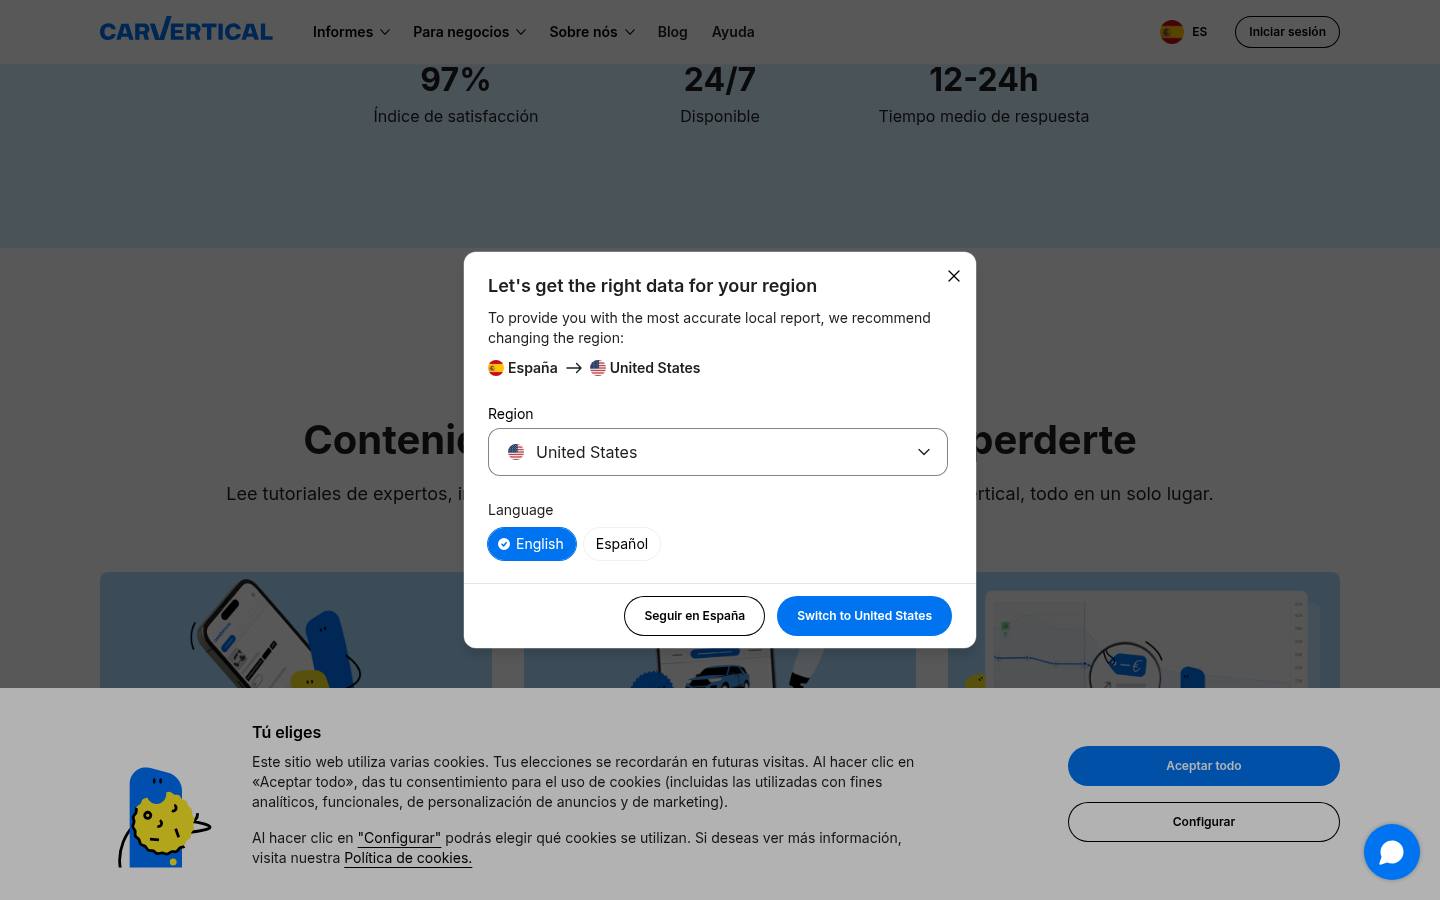 CARVERTICAL
Informes
Para negocios
Sobre nós
Blog
Ayuda
ES
Iniciar sesión
97%
24/7
12-24h
Índice de satisfacción
Disponible
Tiempo medio de respuesta
Let's get the right data for your region
To provide you with the most accurate local report, we recommend
changing the region:
España → United States
Region
United States
Language
English
Español
Seguir en España
Switch to United States
perderte
Lee tutoriales de expertos,
todo en un solo lugar.
Tú eliges
Este sitio web utiliza varias cookies. Tus elecciones se recordarán en futuras visitas. Al hacer clic en
«Aceptar todo», das tu consentimiento para el uso de cookies (incluidas las utilizadas con fines
analíticos, funcionales, de personalización de anuncios y de marketing).
Al hacer clic en "Configurar" podrás elegir qué cookies se utilizan. Si deseas ver más información,
visita nuestra Política de cookies.
Aceptar todo
Configurar